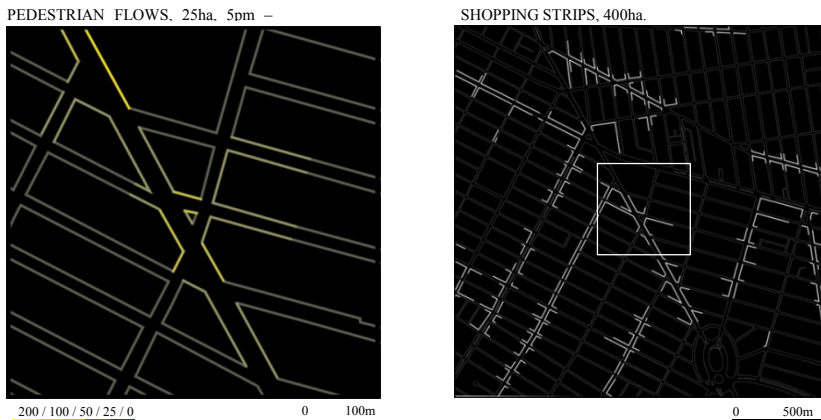 PEDESTRIAN FLOWS, 25ha, 5pm –
SHOPPING STRIPS, 400ha.
200 / 100 / 50 / 25 / 0
0 100m
0 500m